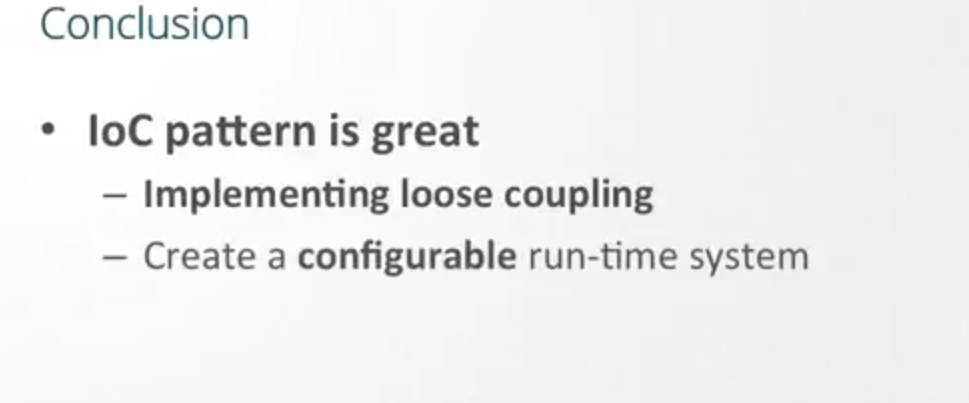 Conclusion
• IoC pattern is great
– Implementing loose coupling
– Create a configurable run-time system